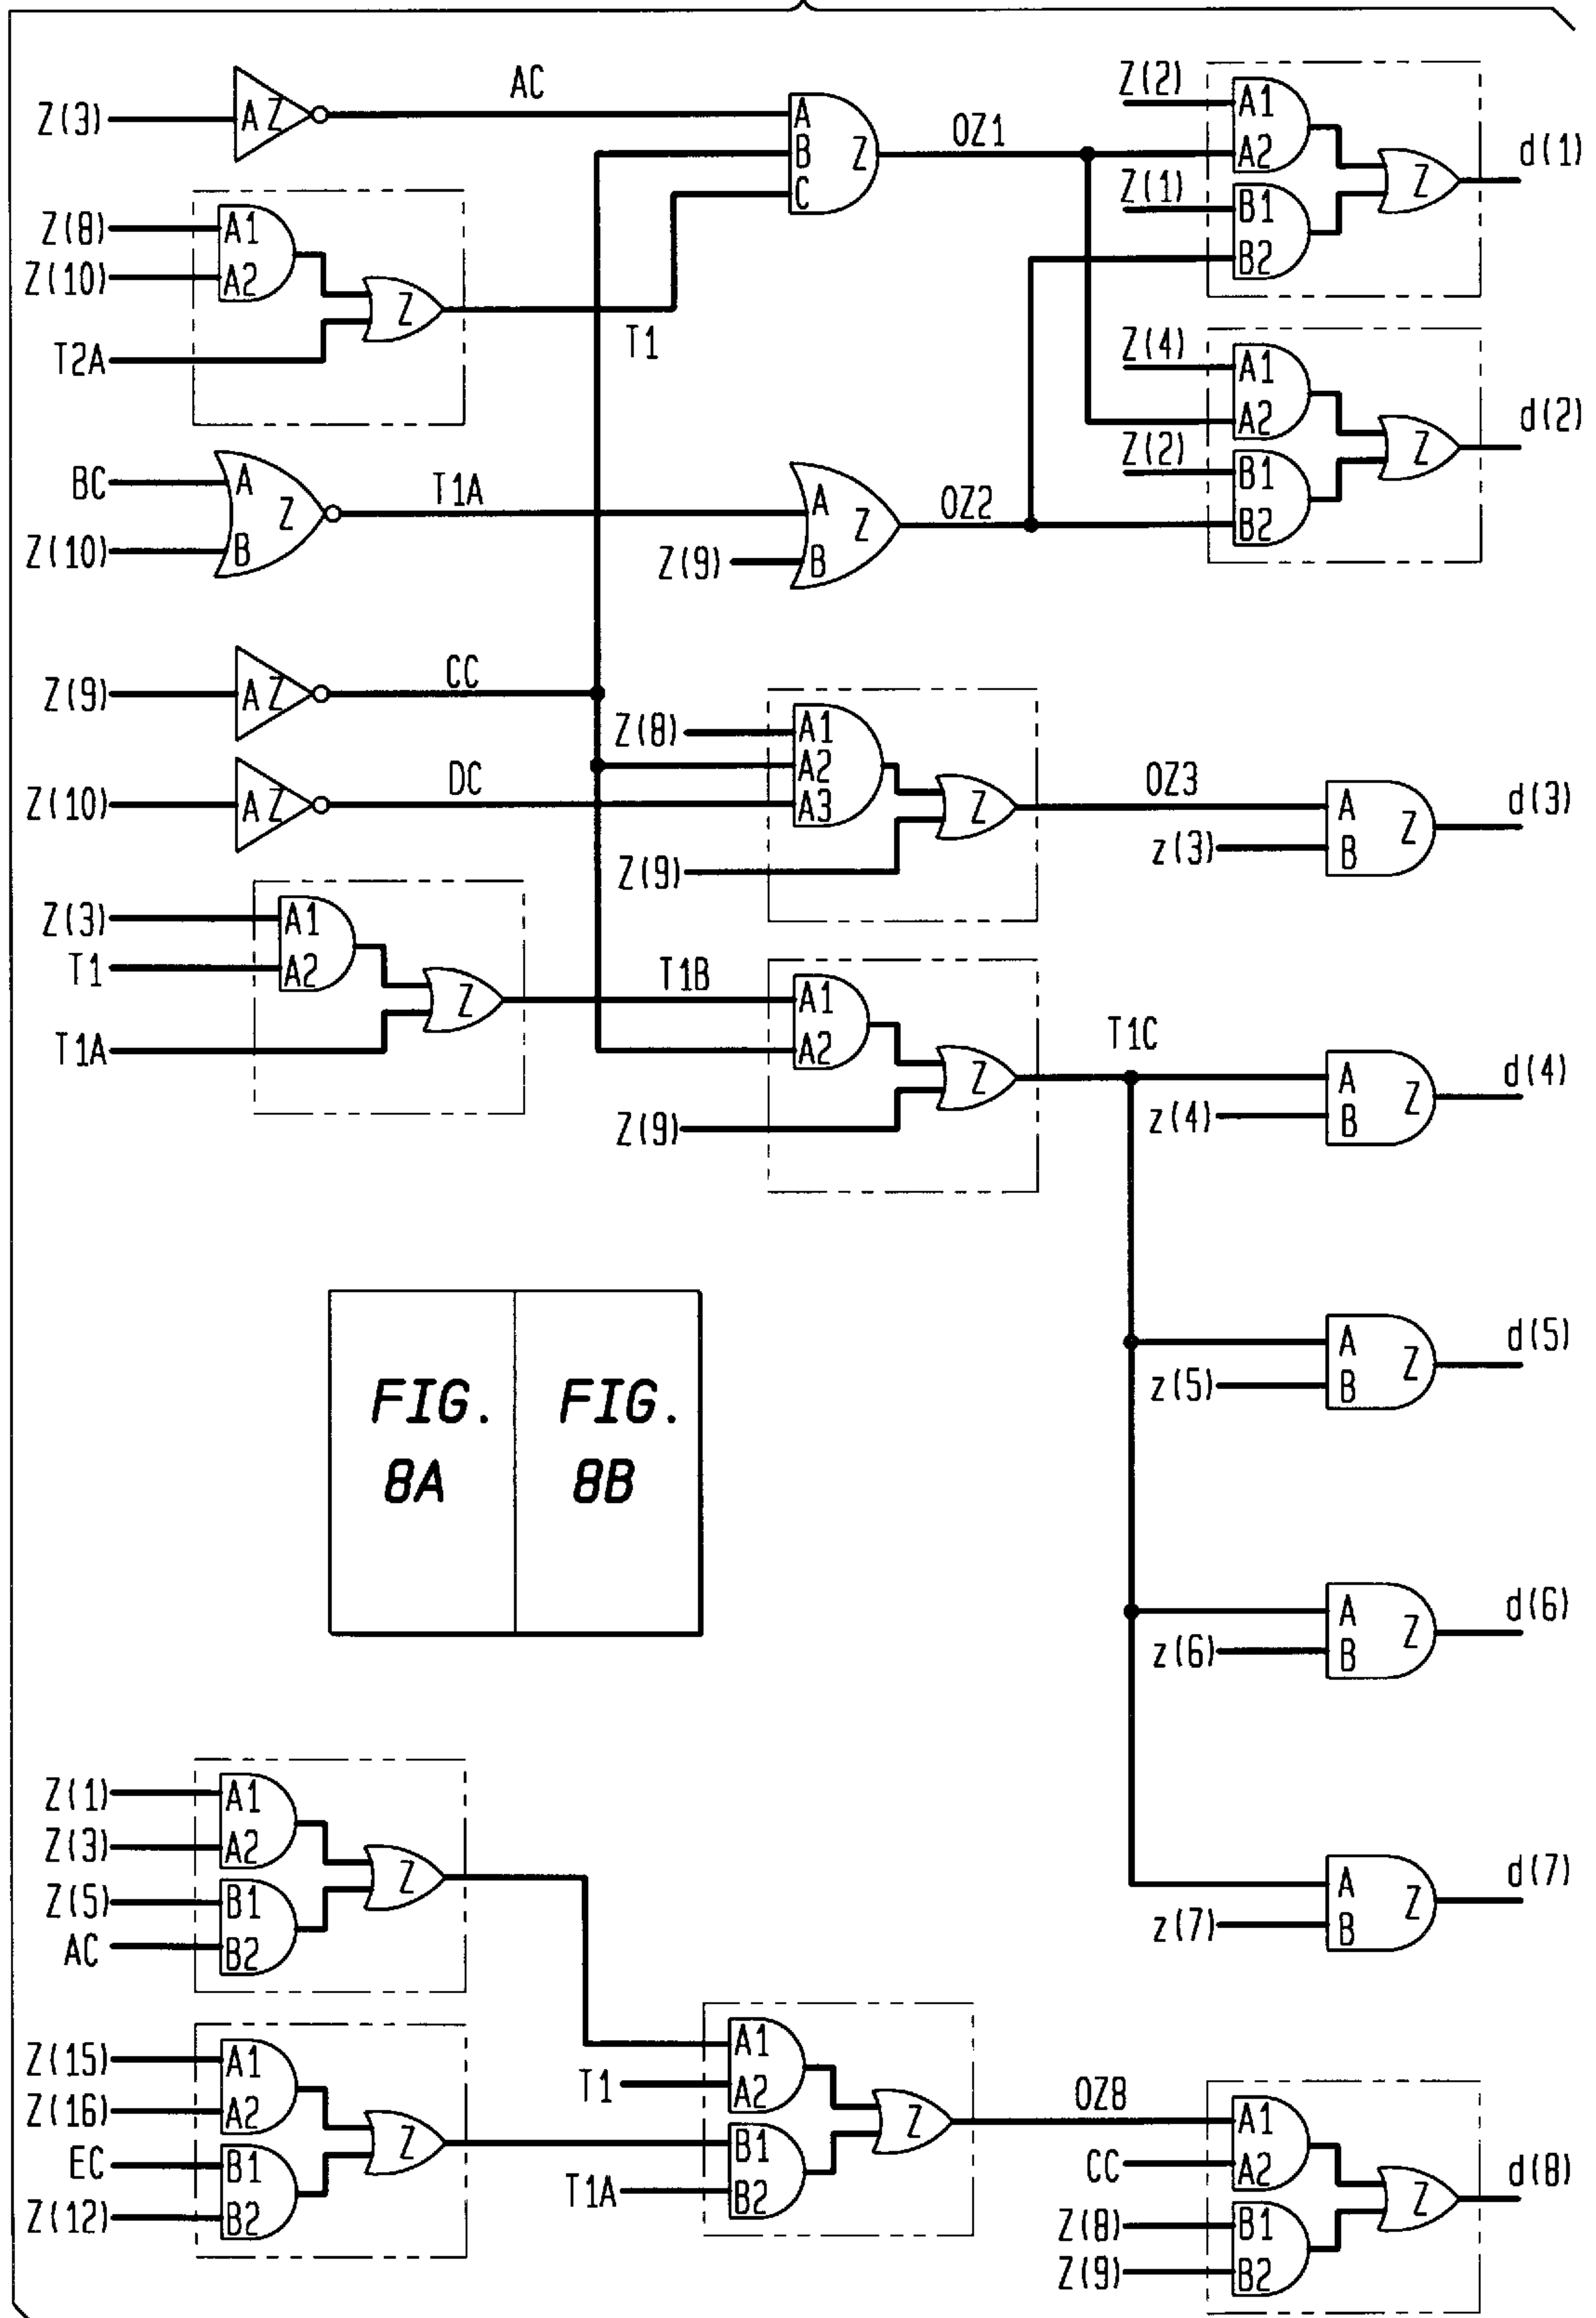 Z(3) A Z AC
A B C Z OZ1
Z(2) A1 A2
Z(1) B1 B2 Z d(1)
Z(8) A1
Z(10) A2
T2A Z T1
Z(4) A1 A2
Z(2) B1 B2 Z d(2)
BC A
Z(10) B Z T1A
A Z OZ2
Z(9) B
Z(9) A Z CC
Z(10) A Z DC
Z(8) A1
A2
A3
Z(9) Z OZ3
A Z d(3)
z(3) B
Z(3) A1
T1 A2
T1A Z T1B
A1
A2
Z(9) Z T1C
A Z d(4)
z(4) B
A Z d(5)
z(5) B
FIG. 8A
FIG. 8B
A Z d(6)
z(6) B
A Z d(7)
z(7) B
Z(1) A1
Z(3) A2
Z(5) B1
AC B2
Z
Z(15) A1
Z(16) A2
EC B1
Z(12) B2
Z
A1
T1 A2
B1
T1A B2
Z OZ8
A1
CC A2
Z(8) B1
Z(9) B2
Z d(8)